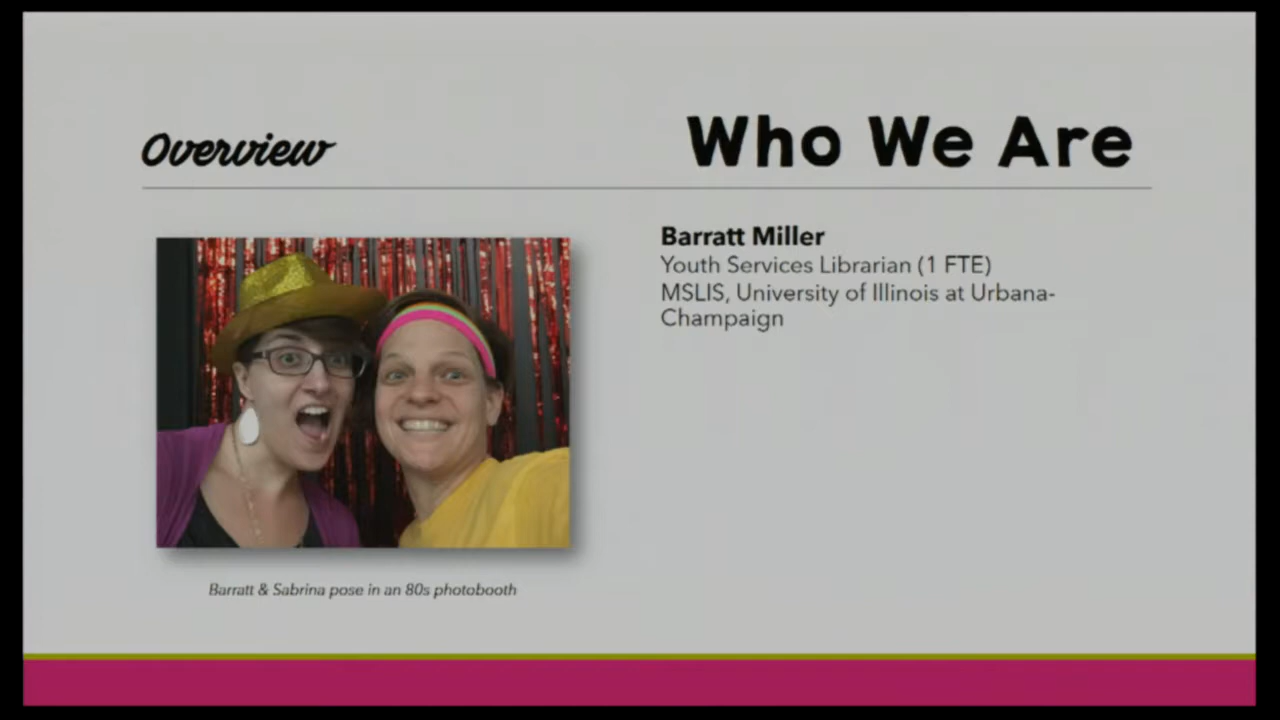 Overview
Who We Are
Barratt Miller
Youth Services Librarian (1 FTE)
MSLIS, University of Illinois at Urbana-
Champaign
Barratt & Sabrina pose in an 80s photobooth